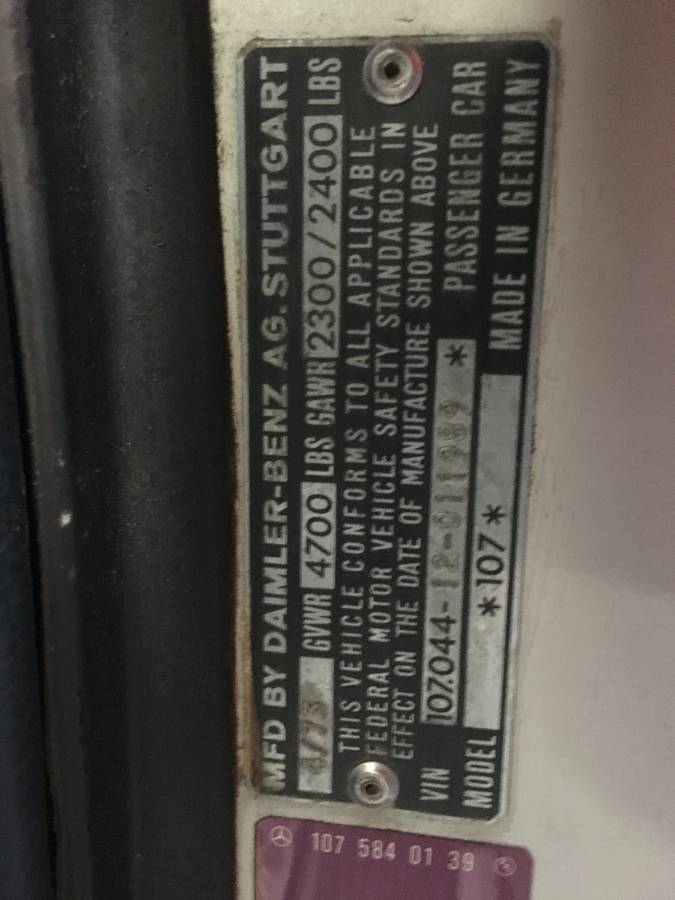 MFD BY DAIMLER-BENZ AG. STUTTGART
4/73 GVWR 4700 LBS GAWR 2300/2400 LBS
THIS VEHICLE CONFORMS TO ALL APPLICABLE
FEDERAL MOTOR VEHICLE SAFETY STANDARDS IN
EFFECT ON THE DATE OF MANUFACTURE SHOWN ABOVE
VIN 107.044-12-011989 * PASSENGER CAR
MODEL *107* MADE IN GERMANY
107 584 01 39